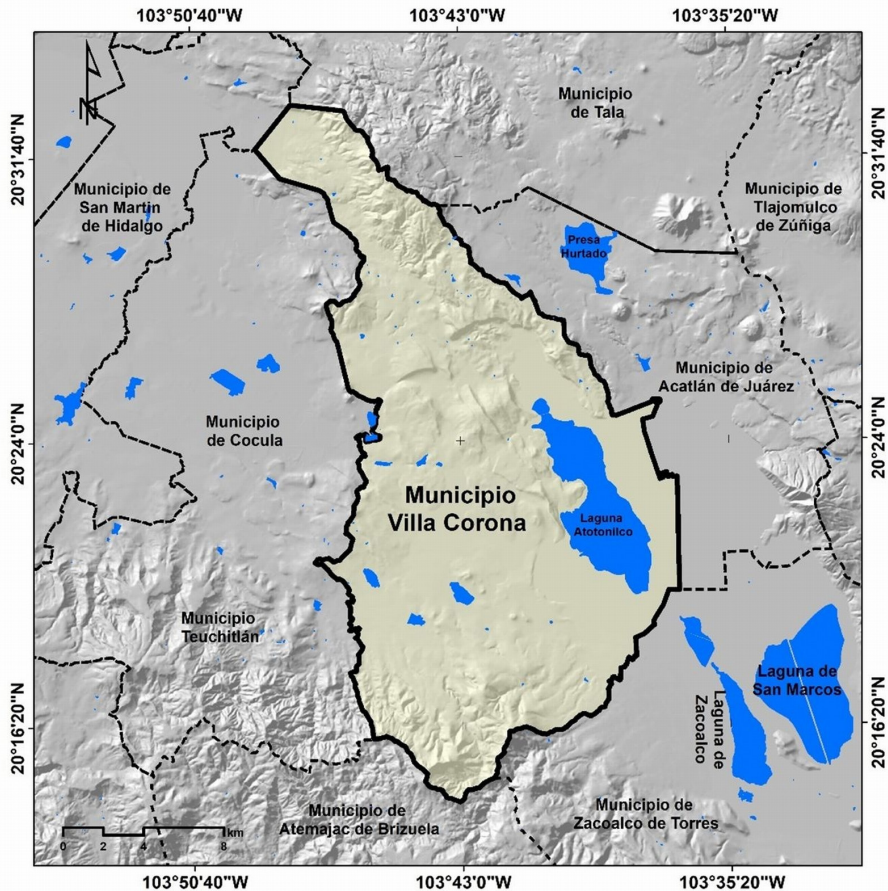 103°50'40"W 103°43'0"W 103°35'20"W
20°31'40"N
20°31'40"N
N
Municipio
de Tala
Municipio de
San Martin
de Hidalgo
Municipio de
Tlajomulco
de Zúñiga
Presa
Hurtado
Municipio de
Acatlán de Juárez
Municipio
de Cocula
20°24'0"N
20°24'0"N
Municipio
Villa Corona
Laguna
Atotonilco
Municipio
Teuchitlán
Laguna de
San Marcos
Laguna de
Zacoalco
20°16'20"N
20°16'20"N
Municipio de
Atemajac de Brizuela
Municipio de
Zacoalco de Torres
km
0 2 4 8
103°50'40"W 103°43'0"W 103°35'20"W